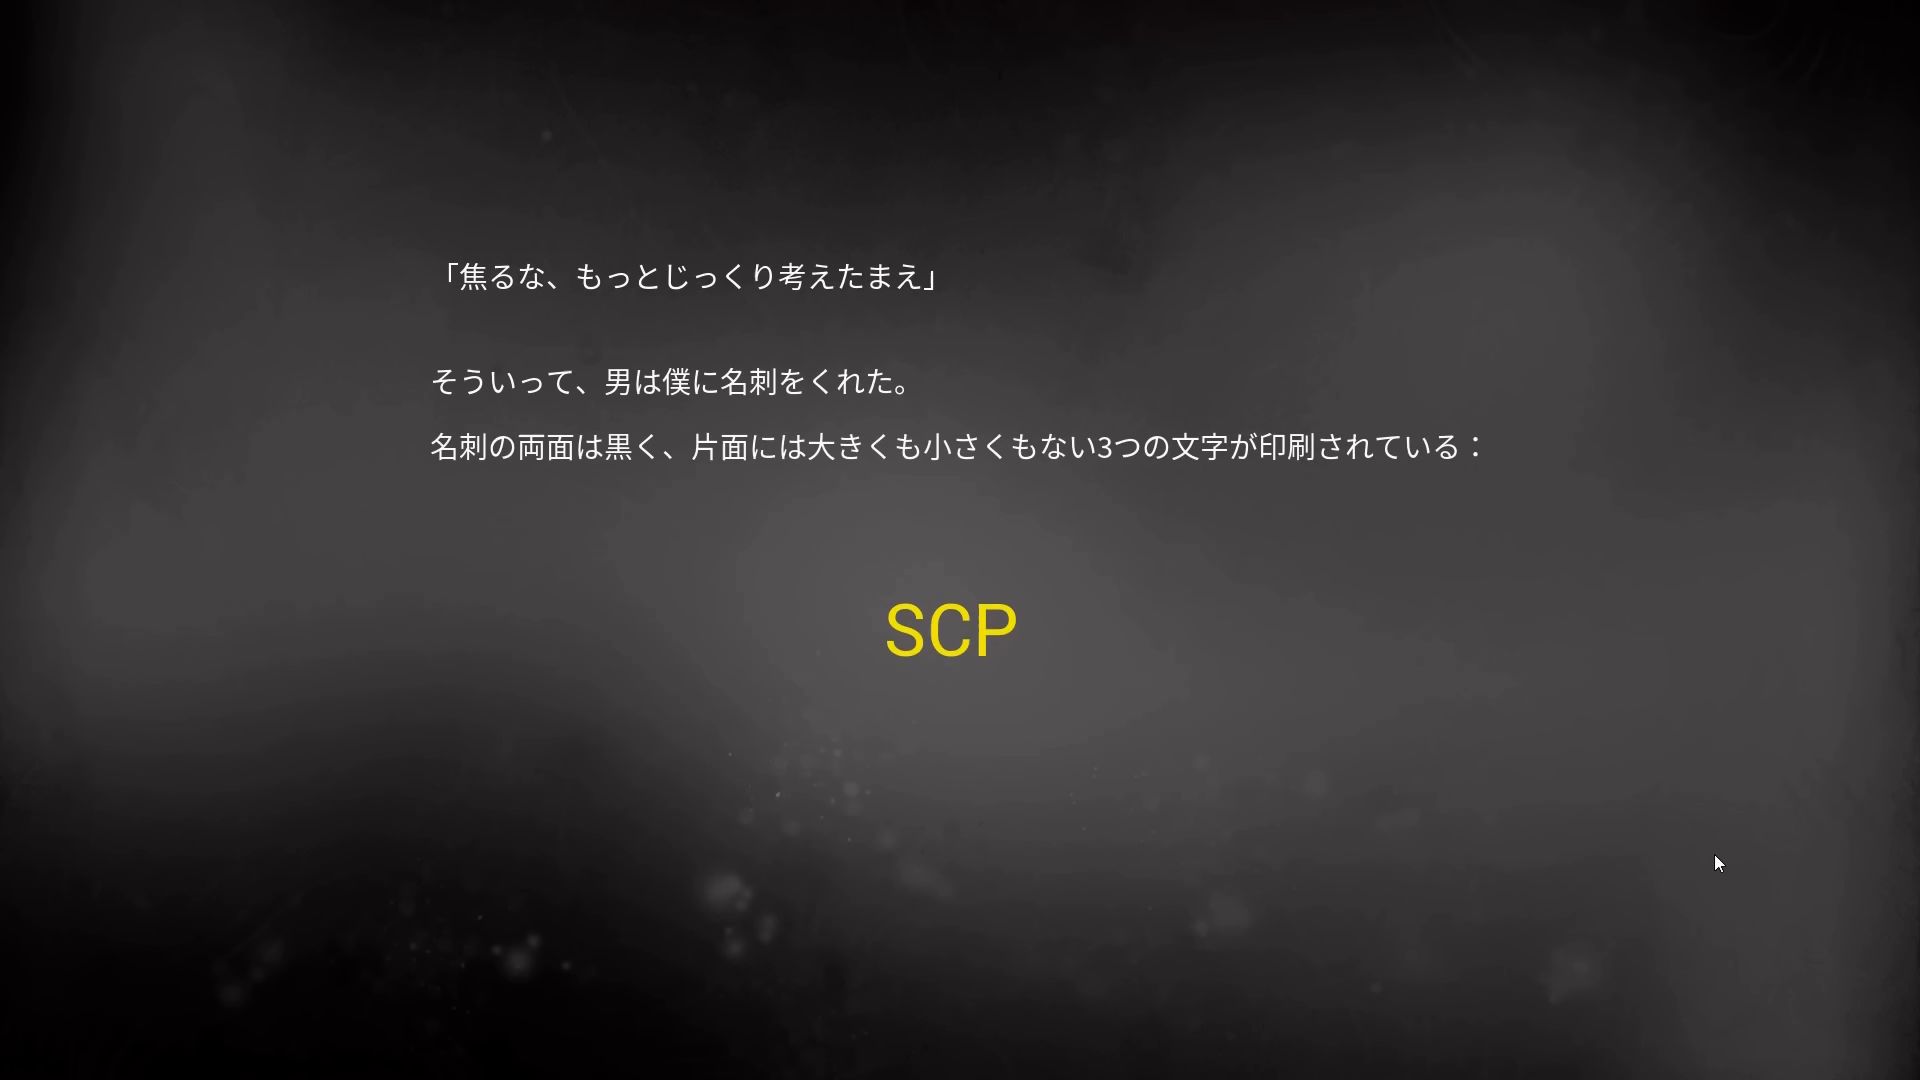 「焦るな、もっとじっくり考えたまえ」
そういって、男は僕に名刺をくれた。
名刺の両面は黒く、片面には大きくも小さくもない3つの文字が印刷されている：
SCP